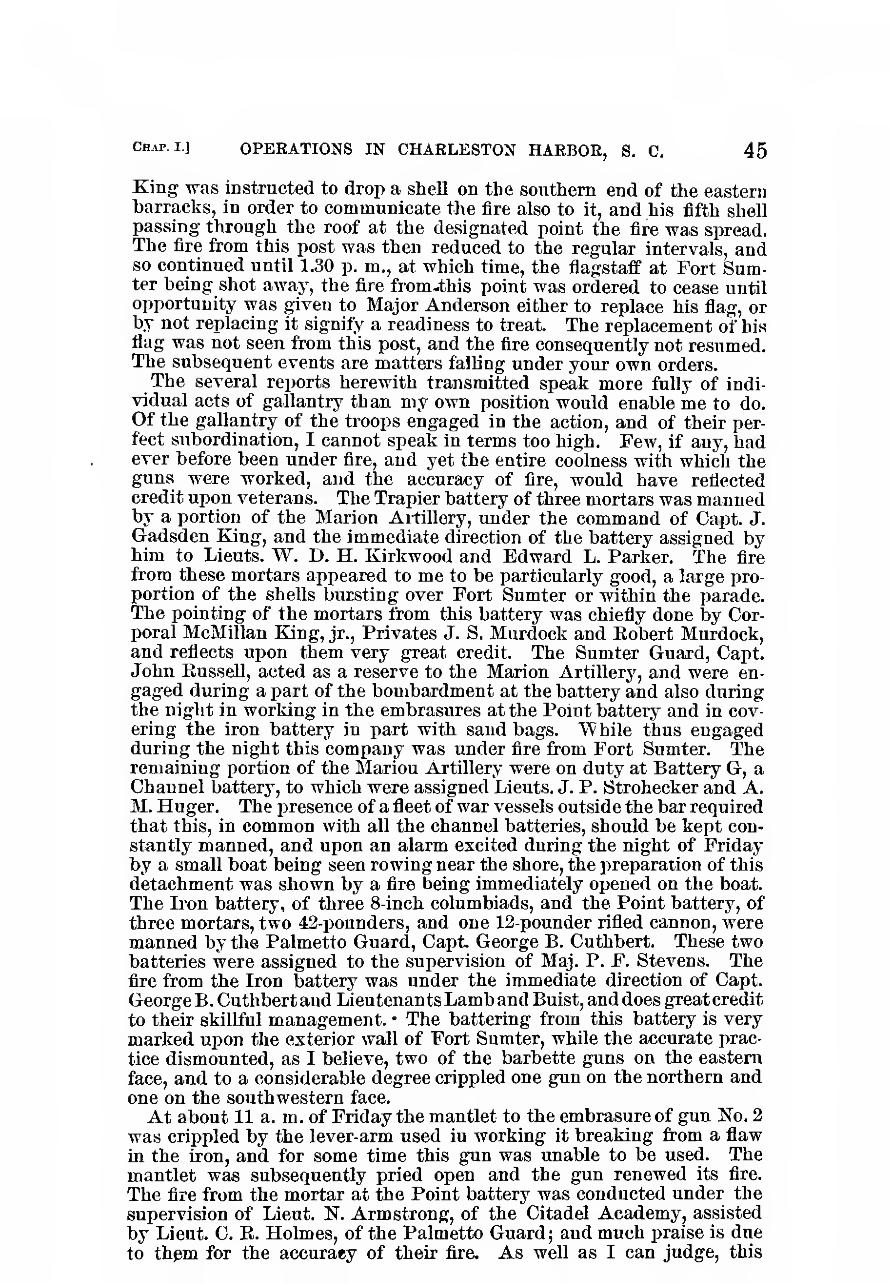 CHAP. I.] OPERATIONS IN CHARLESTON HARBOR, S. C. 45
King was instructed to drop a shell on the southern end of the eastern
barracks, in order to communicate the fire also to it, and his fifth shell
passing through the roof at the designated point the fire was spread.
The fire from this post was then reduced to the regular intervals, and
so continued until 1.30 p. m., at which time, the flagstaff at Fort Sum-
ter being shot away, the fire from this point was ordered to cease until
opportunity was given to Major Anderson either to replace his flag, or
by not replacing it signify a readiness to treat. The replacement of his
flag was not seen from this post, and the fire consequently not resumed.
The subsequent events are matters falling under your own orders.
The several reports herewith transmitted speak more fully of indi-
vidual acts of gallantry than my own position would enable me to do.
Of the gallantry of the troops engaged in the action, and of their per-
fect subordination, I cannot speak in terms too high. Few, if any, had
ever before been under fire, and yet the entire coolness with which the
guns were worked, and the accuracy of fire, would have reflected
credit upon veterans. The Trapier battery of three mortars was manned
by a portion of the Marion Artillery, under the command of Capt. J.
Gadsden King, and the immediate direction of the battery assigned by
him to Lieuts. W. D. H. Kirkwood and Edward L. Parker. The fire
from these mortars appeared to me to be particularly good, a large pro-
portion of the shells bursting over Fort Sumter or within the parade.
The pointing of the mortars from this battery was chiefly done by Cor-
poral McMillan King, jr., Privates J. S. Murdock and Robert Murdock,
and reflects upon them very great credit. The Sumter Guard, Capt.
John Russell, acted as a reserve to the Marion Artillery, and were en-
gaged during a part of the bombardment at the battery and also during
the night in working in the embrasures at the Point battery and in cov-
ering the iron battery in part with sand bags. While thus engaged
during the night this company was under fire from Fort Sumter. The
remaining portion of the Marion Artillery were on duty at Battery G, a
Channel battery, to which were assigned Lieuts. J. P. Strohecker and A.
M. Huger. The presence of a fleet of war vessels outside the bar required
that this, in common with all the channel batteries, should be kept con-
stantly manned, and upon an alarm excited during the night of Friday
by a small boat being seen rowing near the shore, the preparation of this
detachment was shown by a fire being immediately opened on the boat.
The Iron battery, of three 8-inch columbiads, and the Point battery, of
three mortars, two 42-pounders, and one 12-pounder rifled cannon, were
manned by the Palmetto Guard, Capt. George B. Cuthbert. These two
batteries were assigned to the supervision of Maj. P. F. Stevens. The
fire from the Iron battery was under the immediate direction of Capt.
George B. Cuthbert and Lieutenants Lamb and Buist, and does great credit
to their skillful management. The battering from this battery is very
marked upon the exterior wall of Fort Sumter, while the accurate prac-
tice dismounted, as I believe, two of the barbette guns on the eastern
face, and to a considerable degree crippled one gun on the northern and
one on the southwestern face.
At about 11 a. m. of Friday the mantlet to the embrasure of gun No. 2
was crippled by the lever-arm used in working it breaking from a flaw
in the iron, and for some time this gun was unable to be used. The
mantlet was subsequently pried open and the gun renewed its fire.
The fire from the mortar at the Point battery was conducted under the
supervision of Lieut. N. Armstrong, of the Citadel Academy, assisted
by Lieut. C. R. Holmes, of the Palmetto Guard; and much praise is due
to them for the accuracy of their fire. As well as I can judge, this